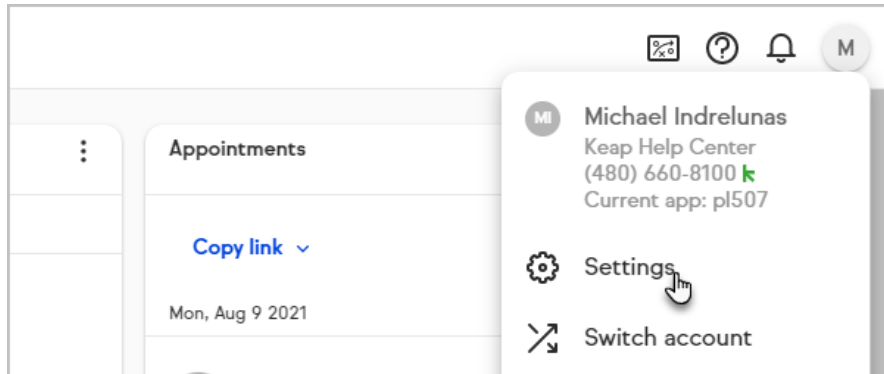 M
MI
Michael Indrelunas
Keap Help Center
(480) 660-8100
Current app: pl507
Appointments
Copy link
Settings
Mon, Aug 9 2021
Switch account